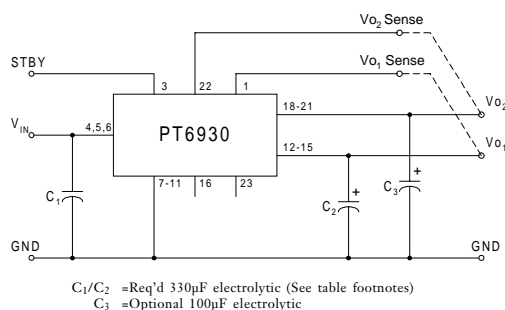 Vo2 Sense
Vo1 Sense
STBY
3 22 1
18-21
Vo2
VIN
4,5,6
PT6930
12-15
Vo1
7-11 16 23
C1
C2 +
C3 +
GND
GND
C1/C2 =Req'd 330µF electrolytic (See table footnotes)
C3 =Optional 100µF electrolytic